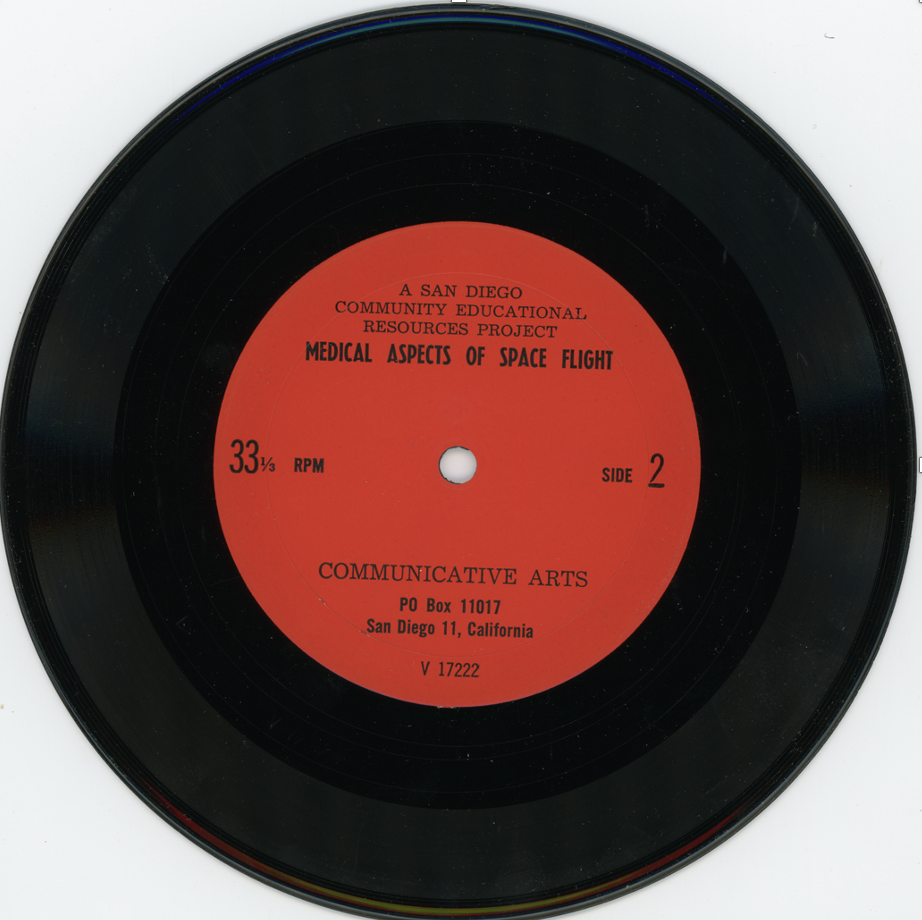 A SAN DIEGO
COMMUNITY EDUCATIONAL
RESOURCES PROJECT
MEDICAL ASPECTS OF SPACE FLIGHT
33⅓ RPM
SIDE 2
COMMUNICATIVE ARTS
PO Box 11017
San Diego 11, California
V 17222